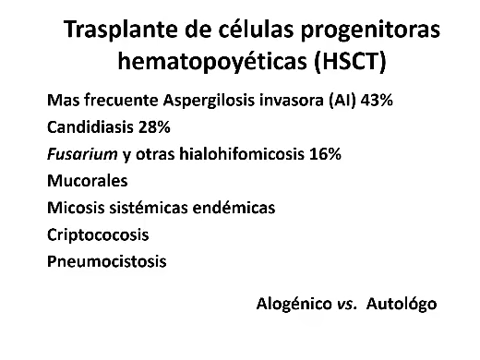 Trasplante de células progenitoras
hematopoyéticas (HSCT)
Mas frecuente Aspergilosis invasora (AI) 43%
Candidiasis 28%
Fusarium y otras hialohifomicosis 16%
Mucorales
Micosis sistémicas endémicas
Criptococosis
Pneumocistosis
Alogénico vs. Autológo